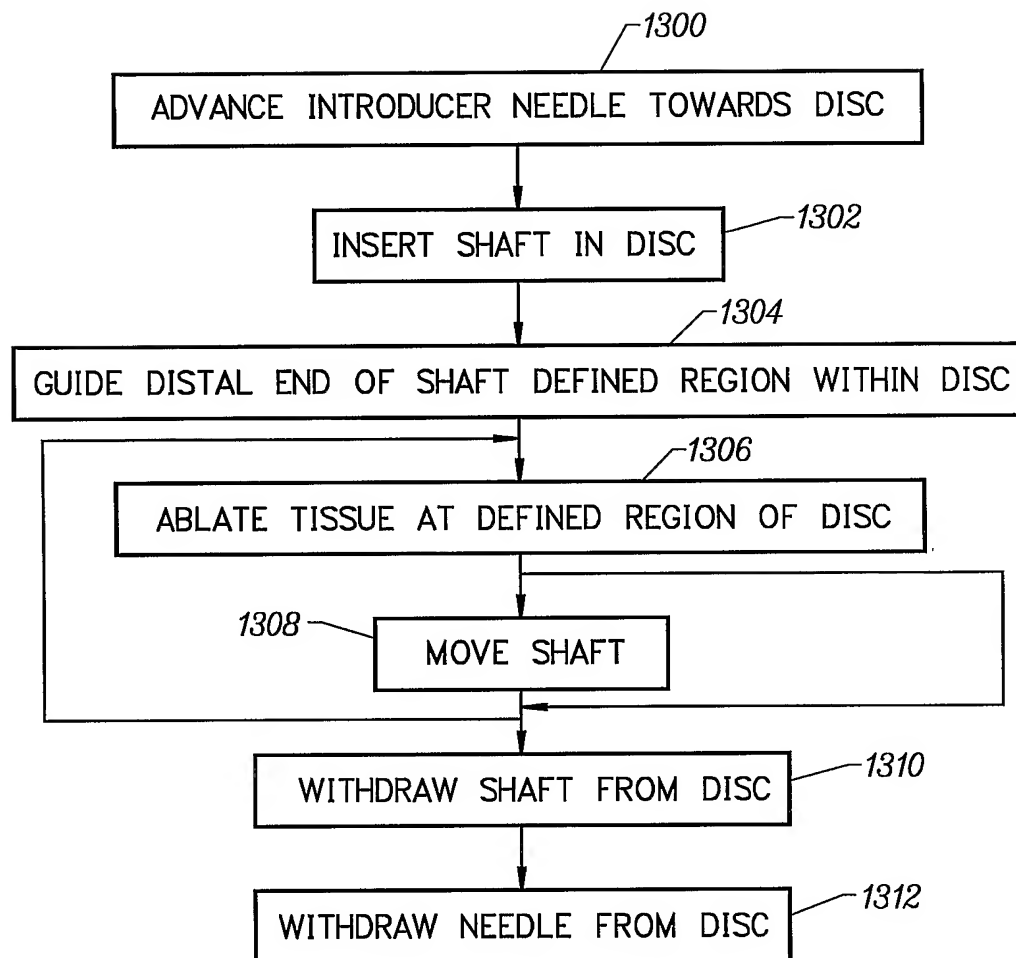 1300
ADVANCE INTRODUCER NEEDLE TOWARDS DISC
1302
INSERT SHAFT IN DISC
1304
GUIDE DISTAL END OF SHAFT DEFINED REGION WITHIN DISC
1306
ABLATE TISSUE AT DEFINED REGION OF DISC
1308
MOVE SHAFT
1310
WITHDRAW SHAFT FROM DISC
1312
WITHDRAW NEEDLE FROM DISC